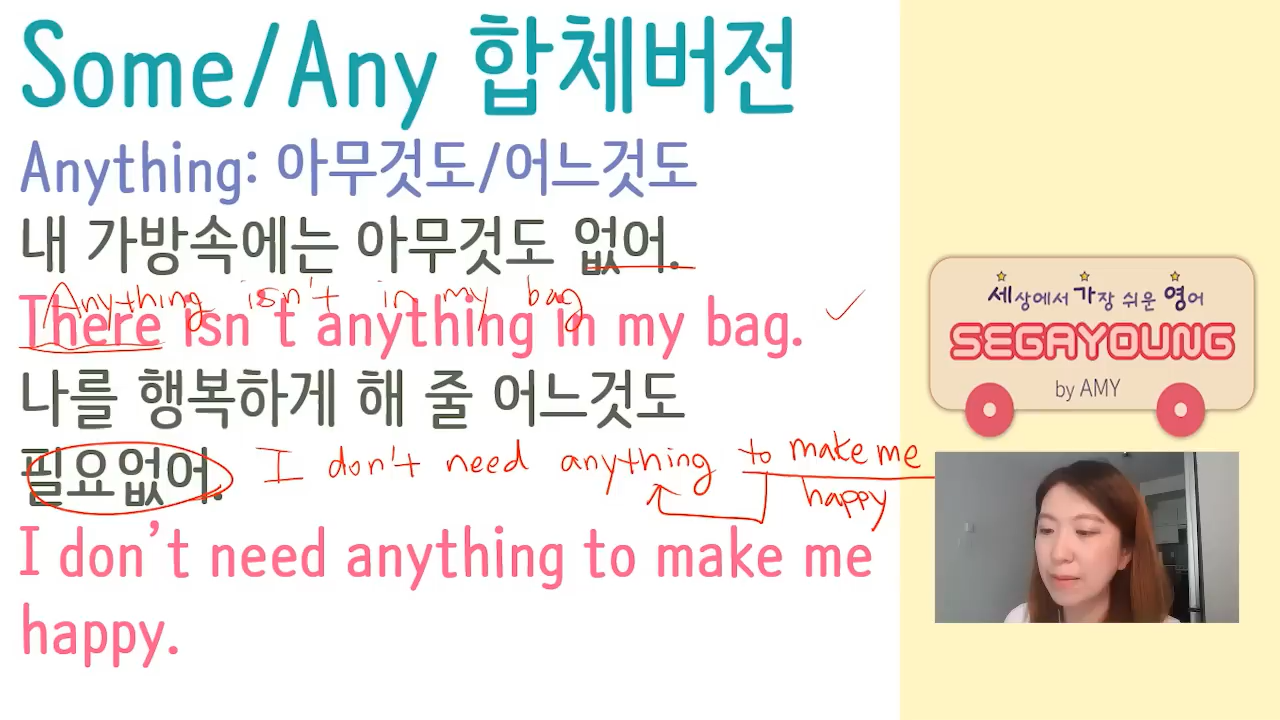 Some/Any 합체버전
Anything: 아무것도/어느것도
내 가방속에는 아무것도 없어.
Anything isn't in my bag
There isn't anything in my bag.
나를 행복하게 해 줄 어느것도
필요없어.
I don't need anything to make me
happy
I don't need anything to make me
happy.
세상에서 가장 쉬운 영어
SEGAYOUNG
by AMY